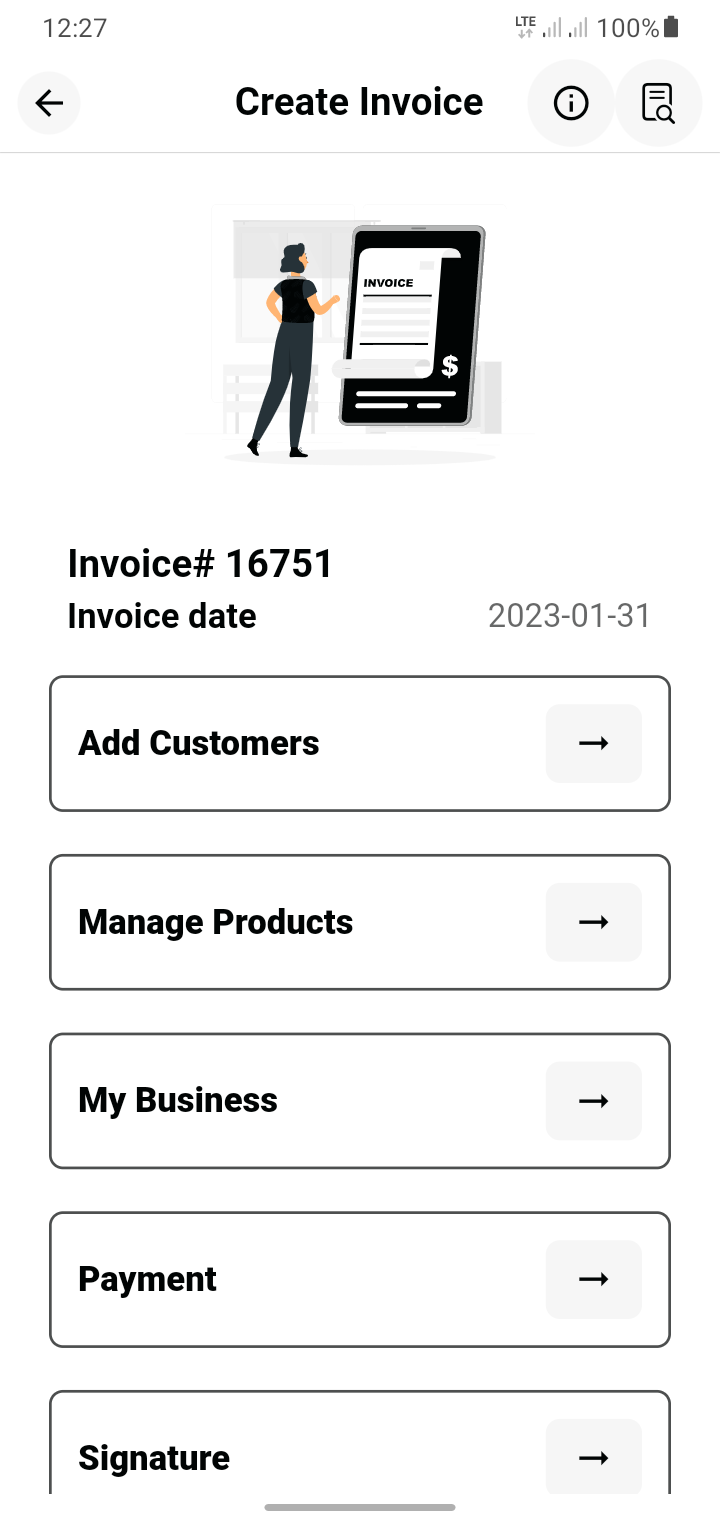 12:27 LTE 100%
Create Invoice
INVOICE
$
Invoice# 16751
Invoice date 2023-01-31
Add Customers
Manage Products
My Business
Payment
Signature